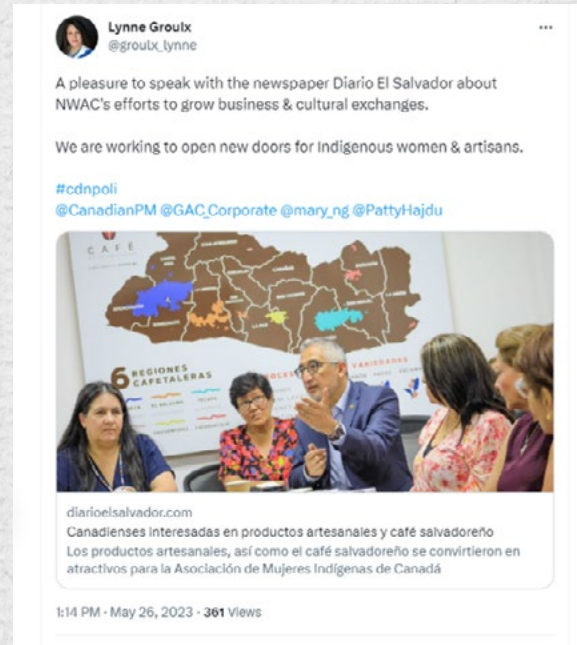 Lynne Groulx
@groulx_lynne
A pleasure to speak with the newspaper Diario El Salvador about
NWAC's efforts to grow business & cultural exchanges.
We are working to open new doors for Indigenous women & artisans.
#cdnpoli
@CanadianPM @GAC_Corporate @mary_ng @PattyHajdu
CAFÉ
6 REGIONES
CAFETALERAS
VARIEDADES
diarioelsalvador.com
Canadienses interesadas en productos artesanales y café salvadoreño
Los productos artesanales, así como el café salvadoreño se convirtieron en
atractivos para la Asociación de Mujeres Indígenas de Canadá
1:14 PM · May 26, 2023 · 361 Views